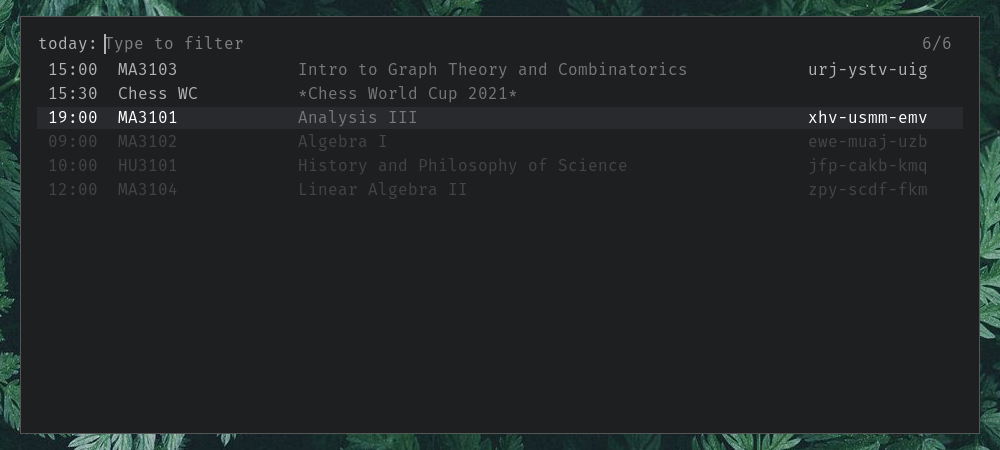 today: Type to filter 6/6
15:00 MA3103 Intro to Graph Theory and Combinatorics urj-ystv-uig
15:30 Chess WC *Chess World Cup 2021*
19:00 MA3101 Analysis III xhv-usmm-emv
09:00 MA3102 Algebra I ewe-muaj-uzb
10:00 HU3101 History and Philosophy of Science jfp-cakb-kmq
12:00 MA3104 Linear Algebra II zpy-scdf-fkm